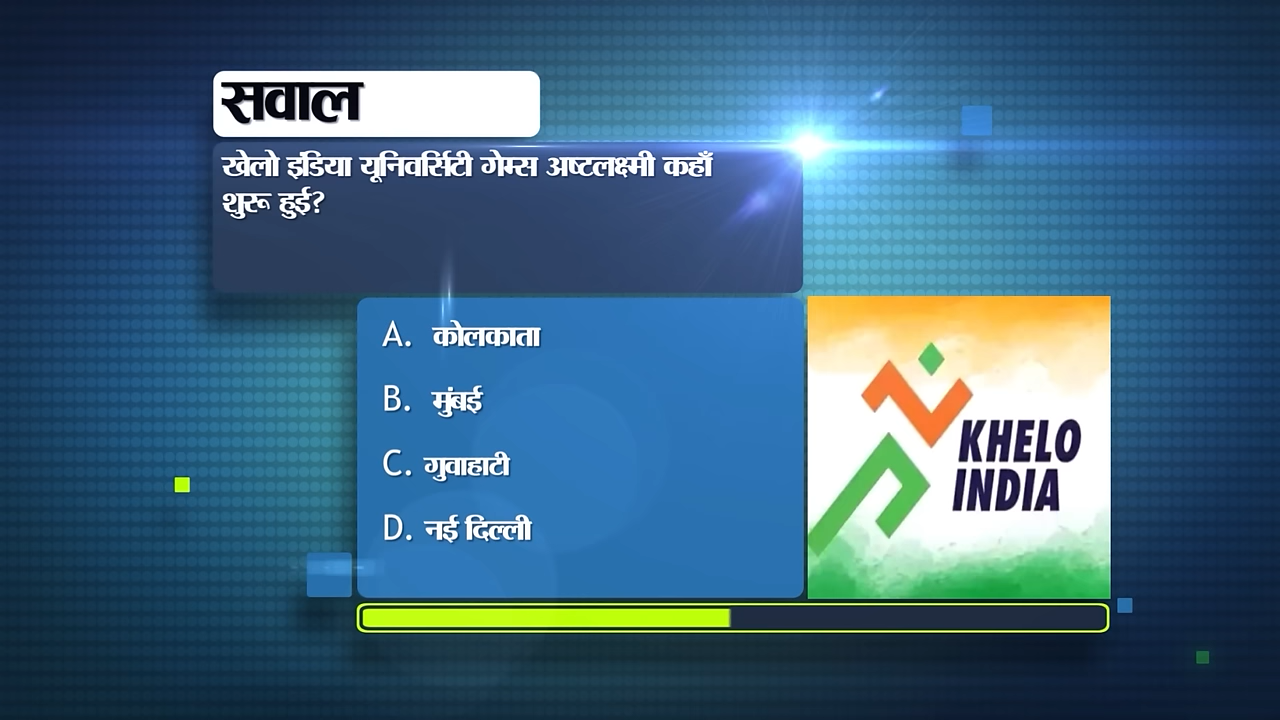 सवाल
खेलो इंडिया यूनिवर्सिटी गेम्स अष्टलक्ष्मी कहाँ
शुरू हुई?
A. कोलकाता
B. मुंबई
C. गुवाहाटी
D. नई दिल्ली
KHELO
INDIA